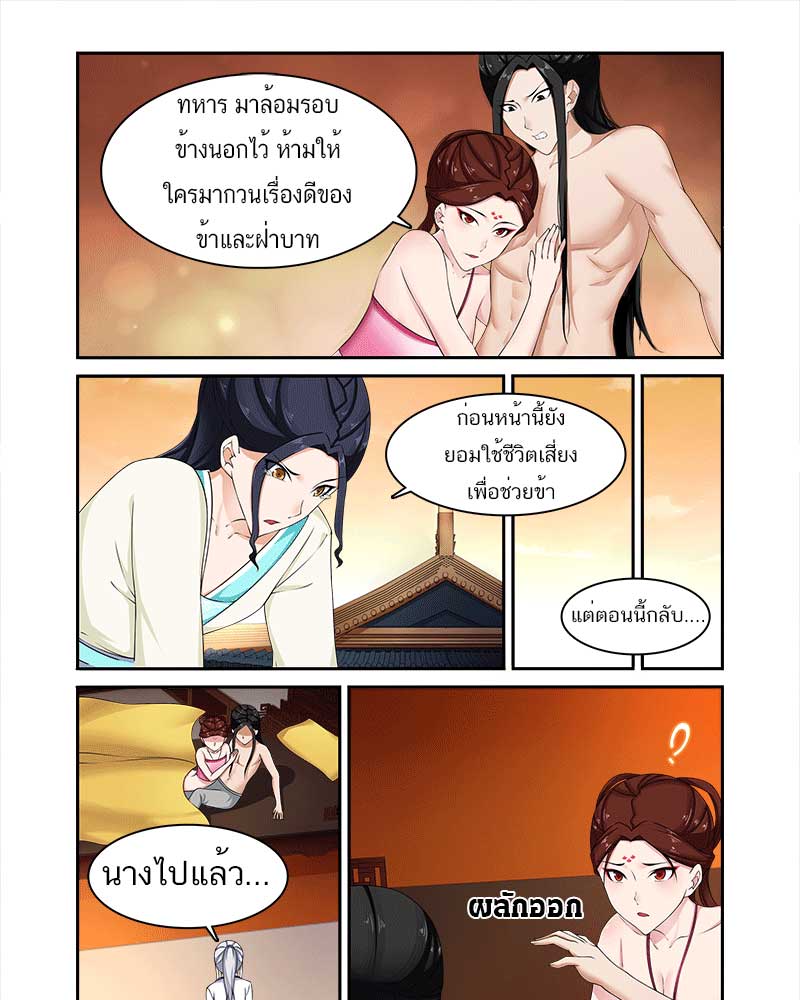 ทหาร มาล้อมรอบ
ข้างนอกไว้ ห้ามให้
ใครมากวนเรื่องดีของ
ข้าและฝ่าบาท
ก่อนหน้านี้ยัง
ยอมใช้ชีวิตเสี่ยง
เพื่อช่วยข้า
แต่ตอนนี้กลับ....
นางไปแล้ว...
?
ผลักออก